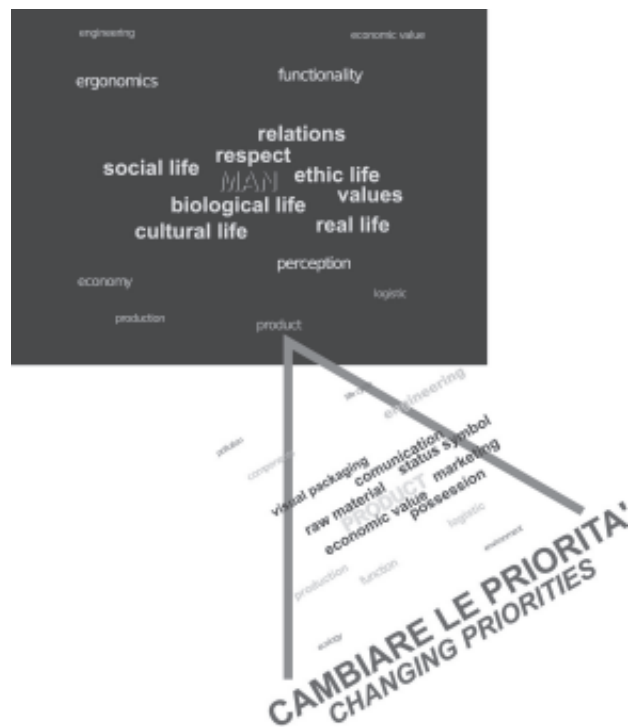 engineering
economic value
ergonomics
functionality
relations
respect
social life
MAN
ethic life
biological life
values
cultural life
real life
perception
economy
logistic
production
product
engineering
pollution
visual packaging
comunication
status symbol
raw material
PRODUCT
marketing
economic value
possession
logistic
environment
production
function
ecology
CAMBIARE LE PRIORITA'
CHANGING PRIORITIES